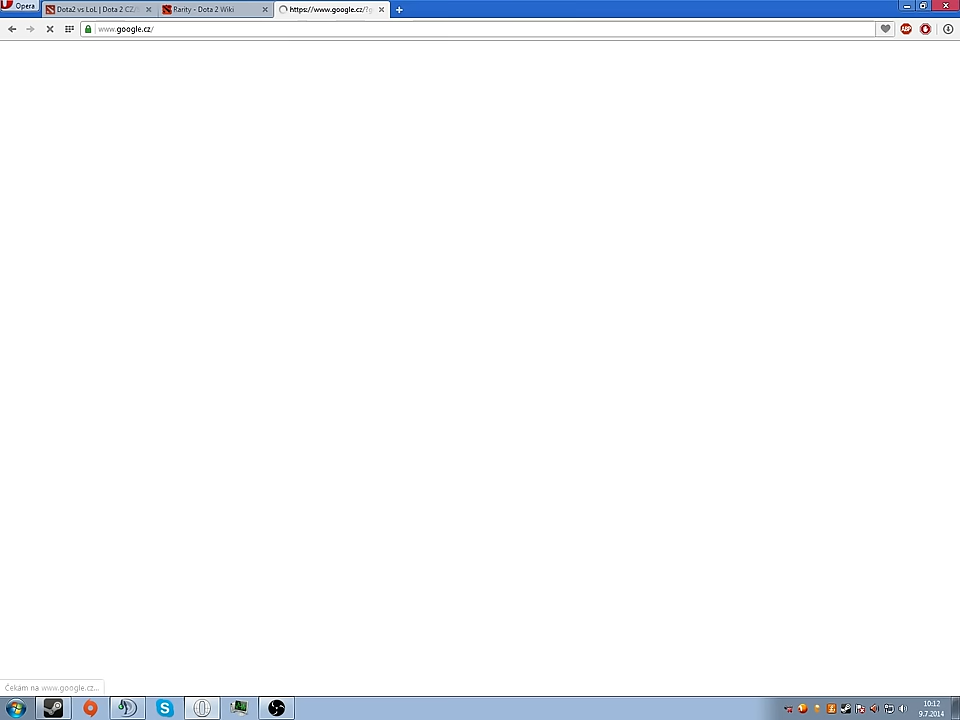 Opera
Dota2 vs LoL | Dota 2 CZ/
Rarity - Dota 2 Wiki
https://www.google.cz/?g
www.google.cz/
ABP
Čekám na www.google.cz...
10:12
9.7.2014